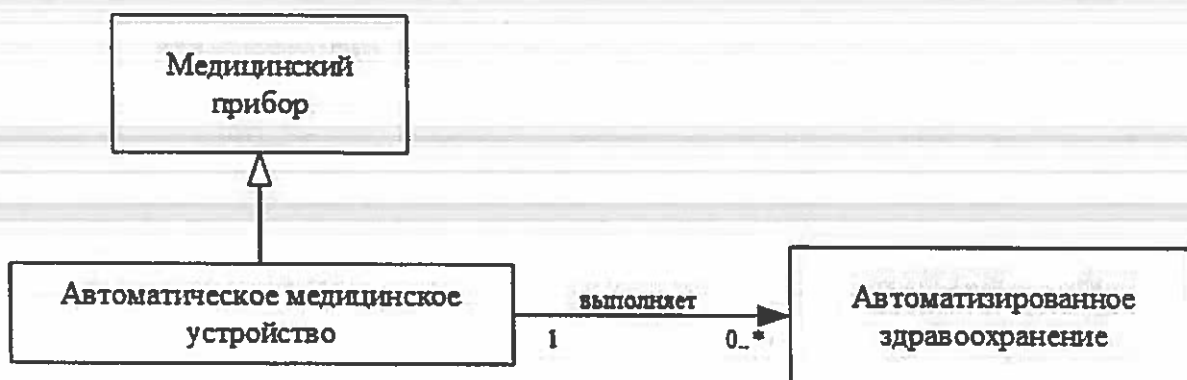 Медицинский
прибор
Автоматическое медицинское
устройство
выполняет
1
0..*
Автоматизированное
здравоохранение